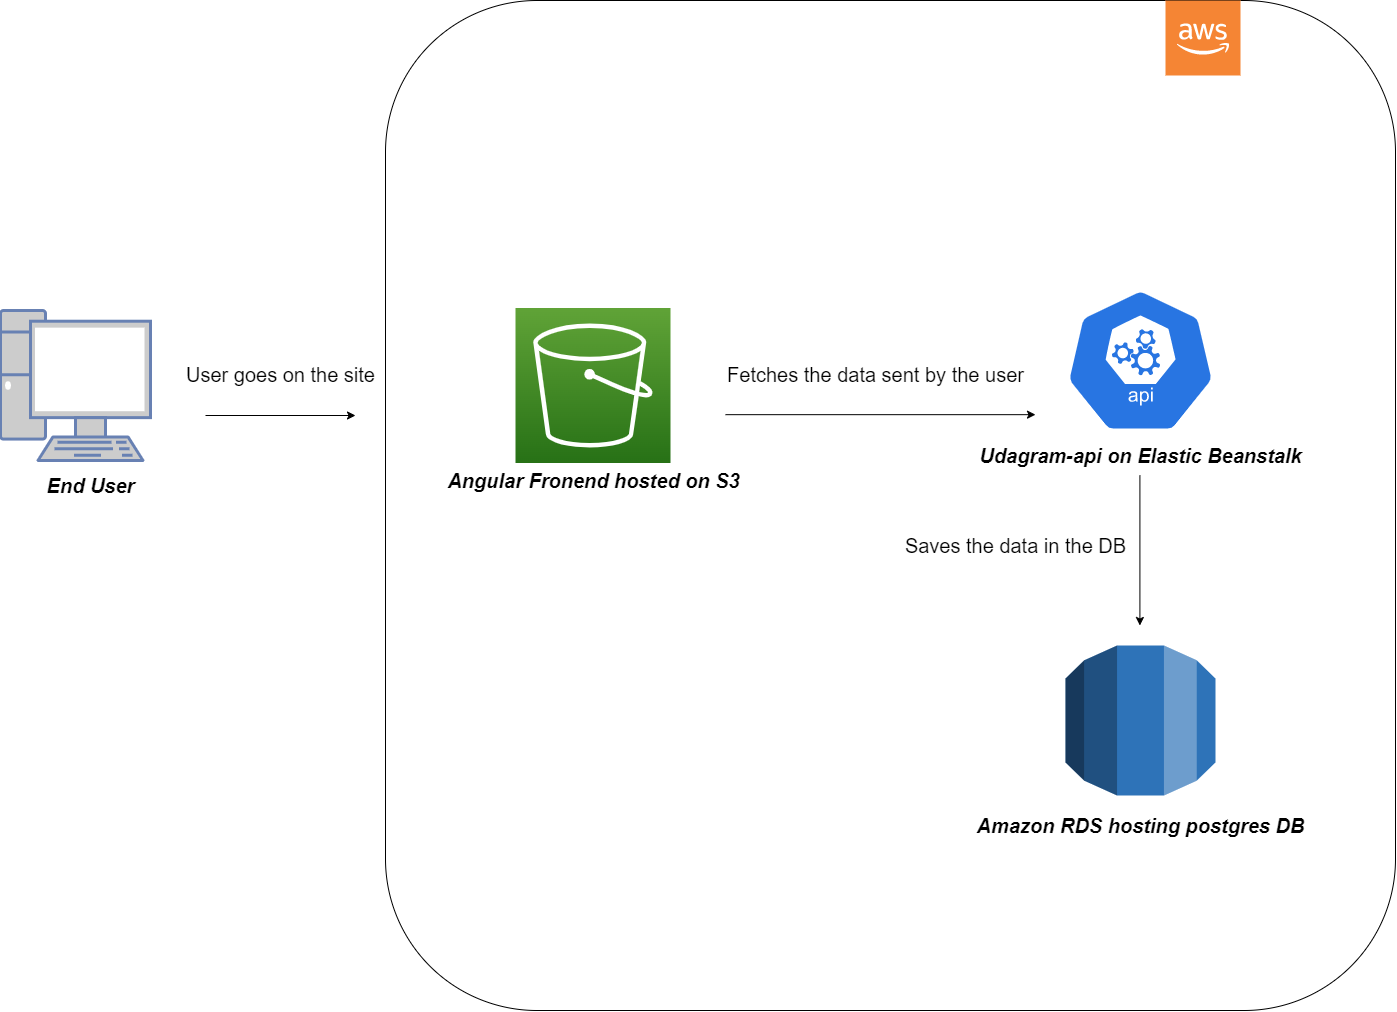 aws
User goes on the site
Fetches the data sent by the user
api
Udagram-api on Elastic Beanstalk
Angular Fronend hosted on S3
End User
Saves the data in the DB
Amazon RDS hosting postgres DB